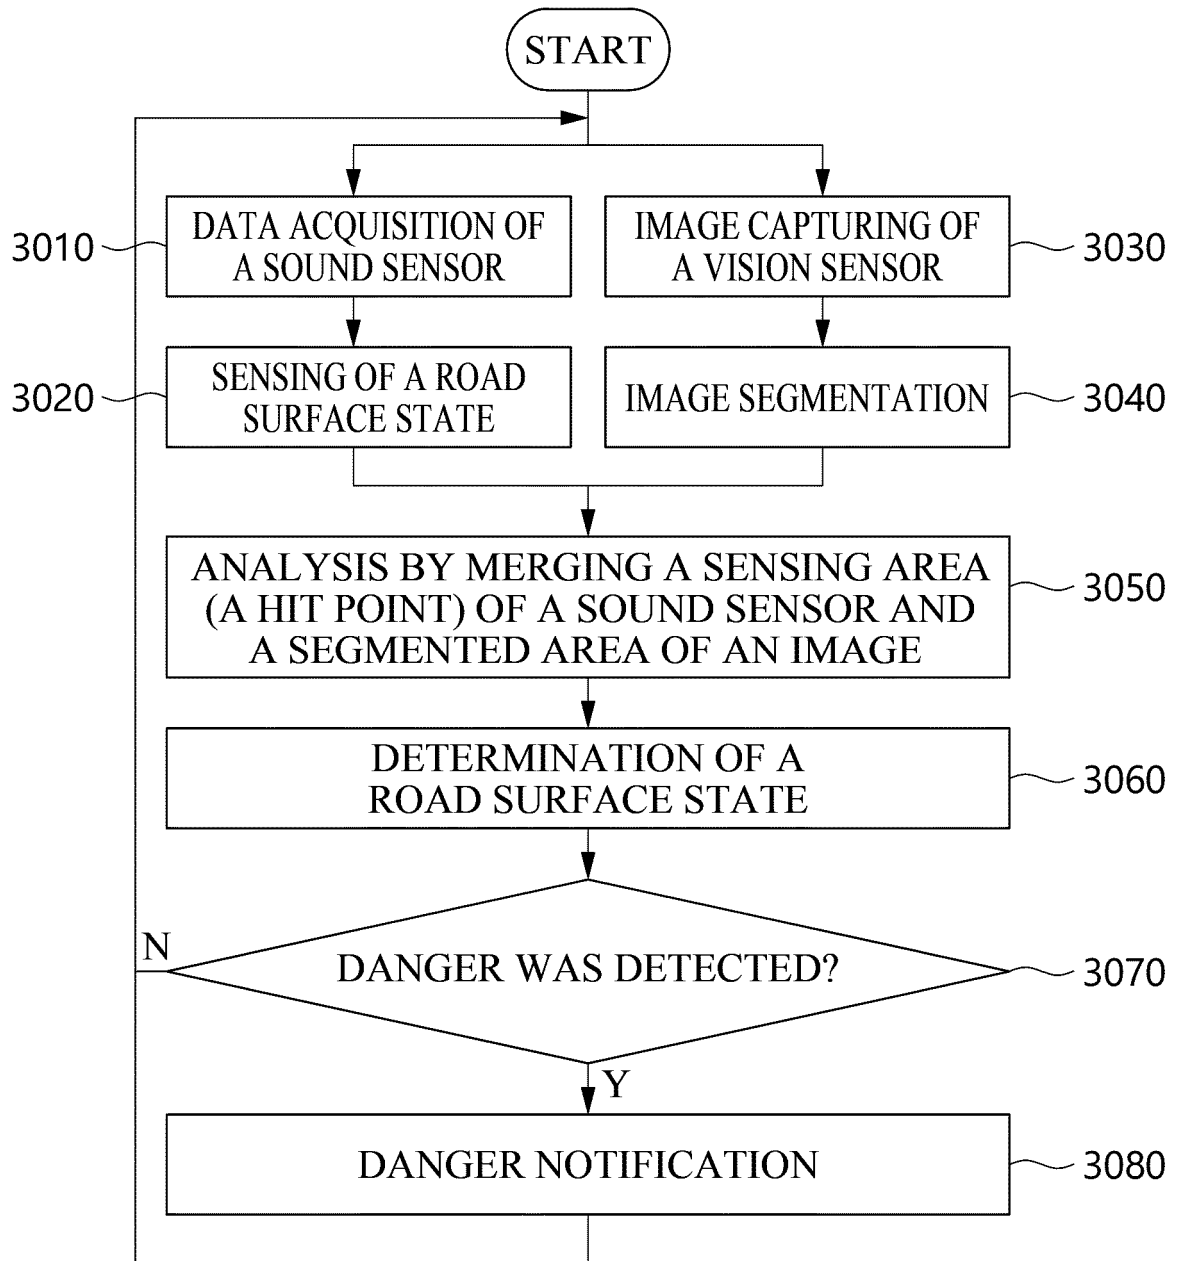 START
DATA ACQUISITION OF
A SOUND SENSOR
3010
IMAGE CAPTURING OF
A VISION SENSOR
3030
SENSING OF A ROAD
SURFACE STATE
3020
IMAGE SEGMENTATION
3040
ANALYSIS BY MERGING A SENSING AREA
(A HIT POINT) OF A SOUND SENSOR AND
A SEGMENTED AREA OF AN IMAGE
3050
DETERMINATION OF A
ROAD SURFACE STATE
3060
N
DANGER WAS DETECTED?
3070
Y
DANGER NOTIFICATION
3080